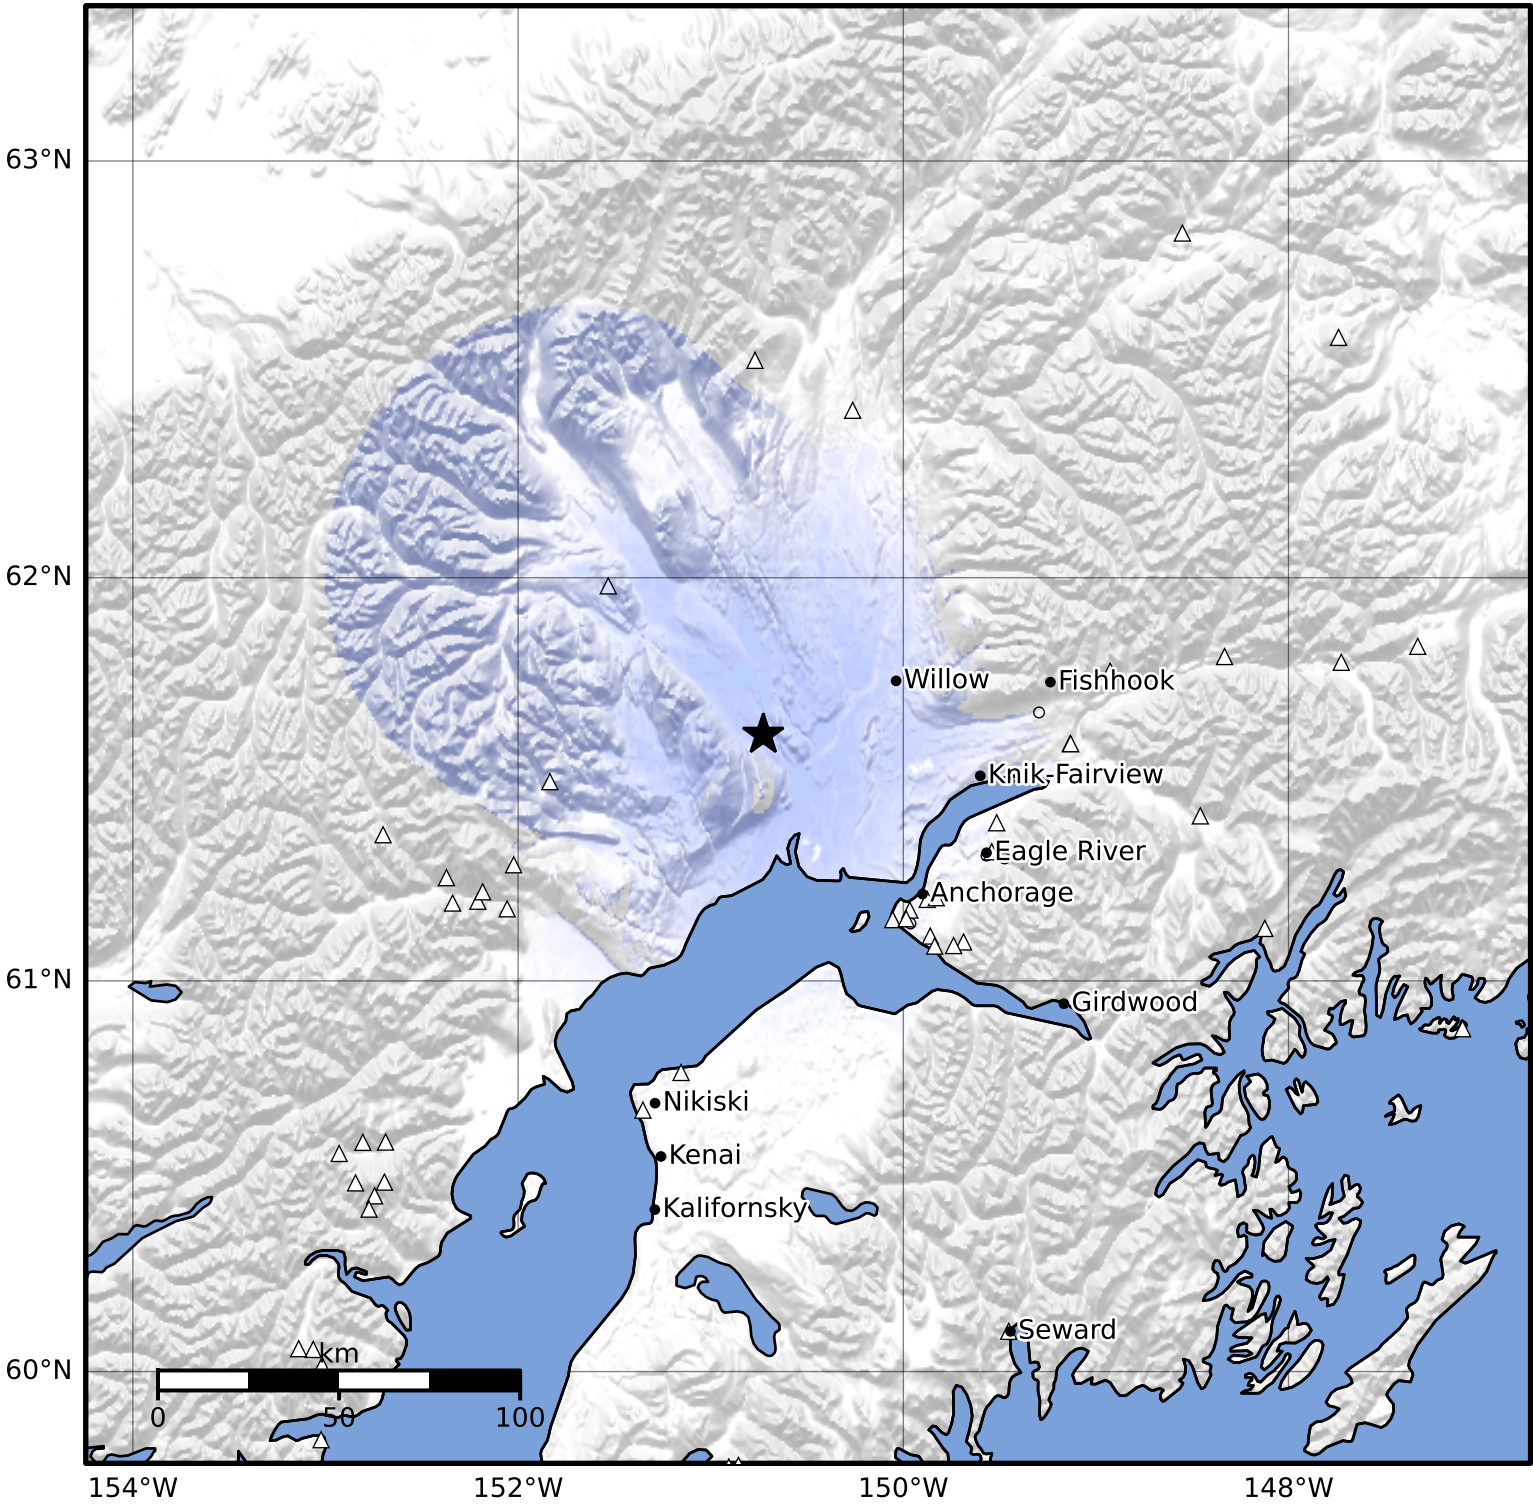 63°N
62°N
61°N
60°N
Willow
Fishhook
Knik-Fairview
Eagle River
Anchorage
Girdwood
Nikiski
Kenai
Kalifornsky
Seward
km
0 50 100
154°W 152°W 150°W 148°W